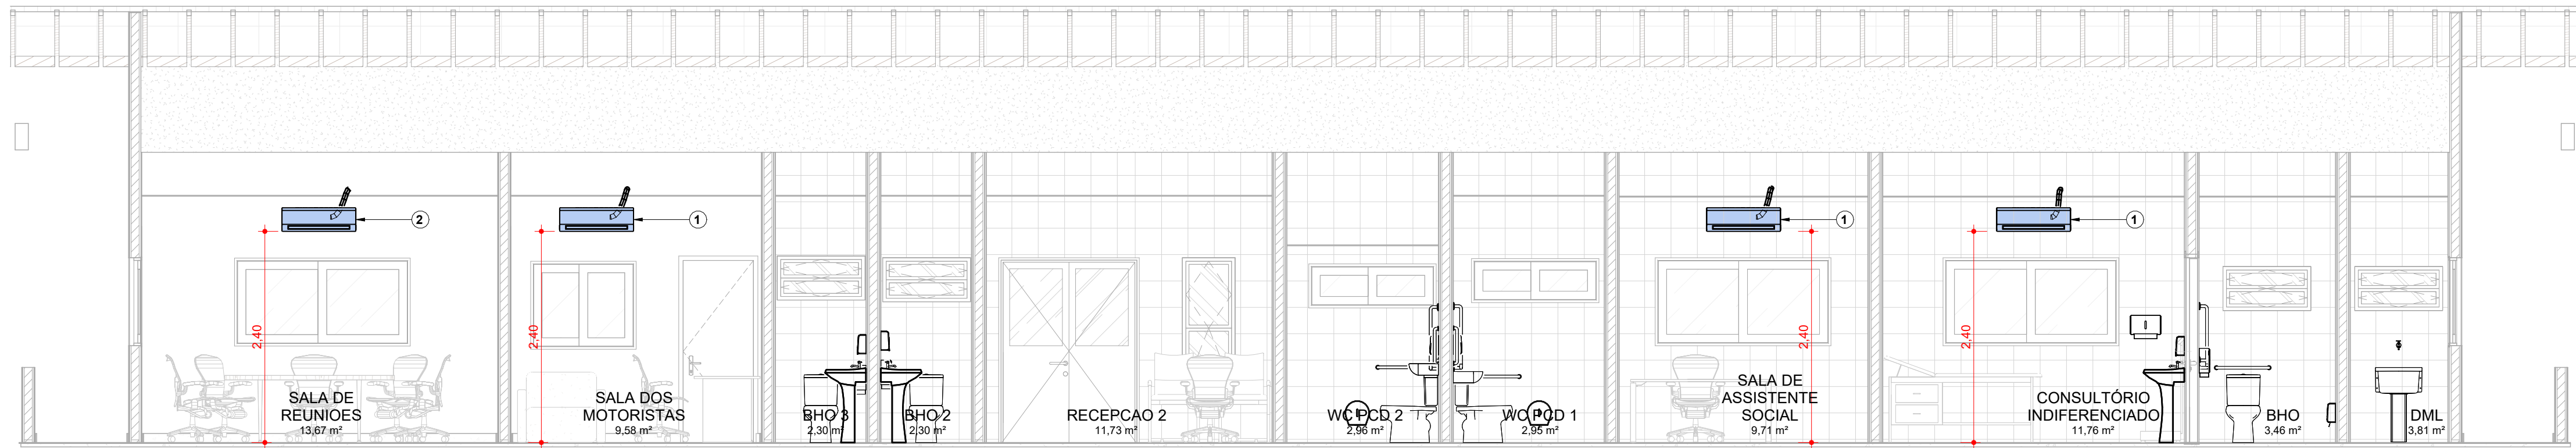 2
1
1
1
2,40
2,40
2,40
2,40
SALA DE
REUNIOES
13,67 m²
SALA DOS
MOTORISTAS
9,58 m²
BHO 3
2,30 m²
BHO 2
2,30 m²
RECEPCAO 2
11,73 m²
WC PCD 2
2,96 m²
WC PCD 1
2,95 m²
SALA DE
ASSISTENTE
SOCIAL
9,71 m²
CONSULTÓRIO
INDIFERENCIADO
11,76 m²
BHO
3,46 m²
DML
3,81 m²